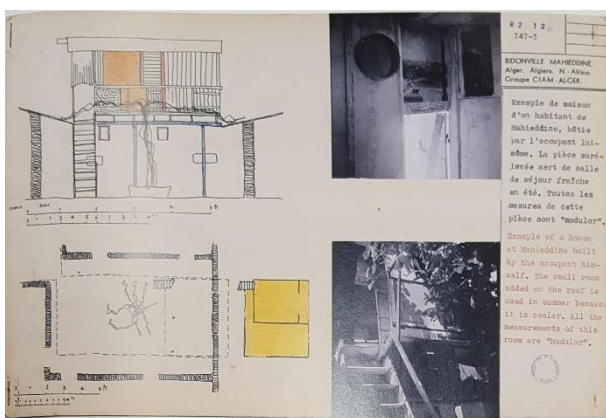 R 2 12
347-3
BIDONVILLE MAHIEDDINE.
Alger. Algiers. N.-Africa.
Groupe CIAM-ALGER.
Exemple de maison
d'un habitant de
Mahieddine, bâtie
par l'occupant lui-
même. La pièce suré-
levée sert de salle
de séjour fraîche
en été. Toutes les
mesures de cette
pièce sont "modulor".
Example of a house
at Mahieddine built
by the occupant him-
self. The small room
added on the roof is
used in summer because
it is cooler. All the
measurements of this
room are "Modulor".